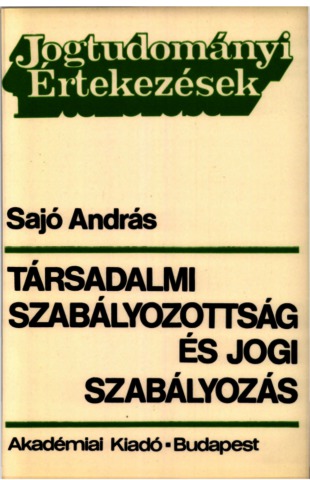 Jogtudományi
Értekezések
Sajó András
TÁRSADALMI
SZABÁLYOZOTTSÁG
ÉS JOGI
SZABÁLYOZÁS
Akadémiai Kiadó ▪ Budapest